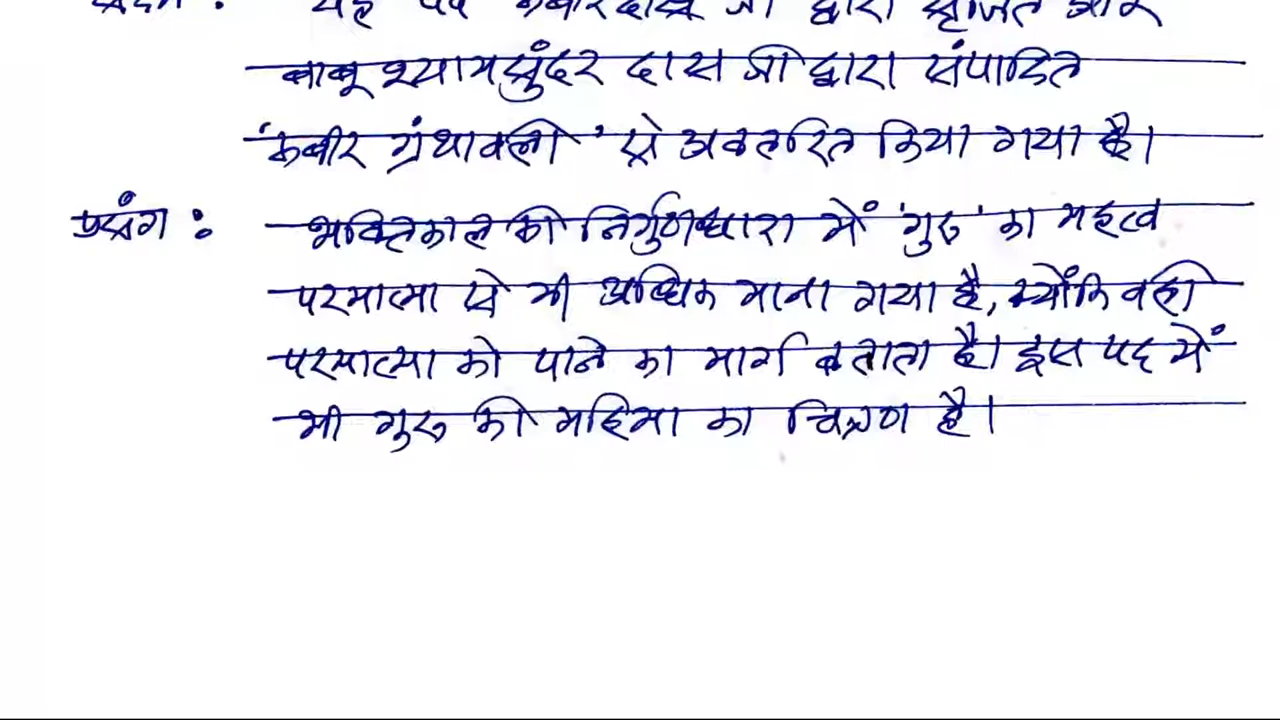 संदर्भ : यह पद कबीरदास जी द्वारा सृजित और
बाबू श्यामसुंदर दास जी द्वारा संपादित
'कबीर ग्रंथावली' से अवतरित किया गया है।
प्रसंग : भक्तिकाल की निर्गुणधारा में 'गुरु' का महत्व
परमात्मा से भी अधिक माना गया है, क्योंकि वही
परमात्मा को पाने का मार्ग बताता है। इस पद में
भी गुरु की महिमा का चित्रण है।